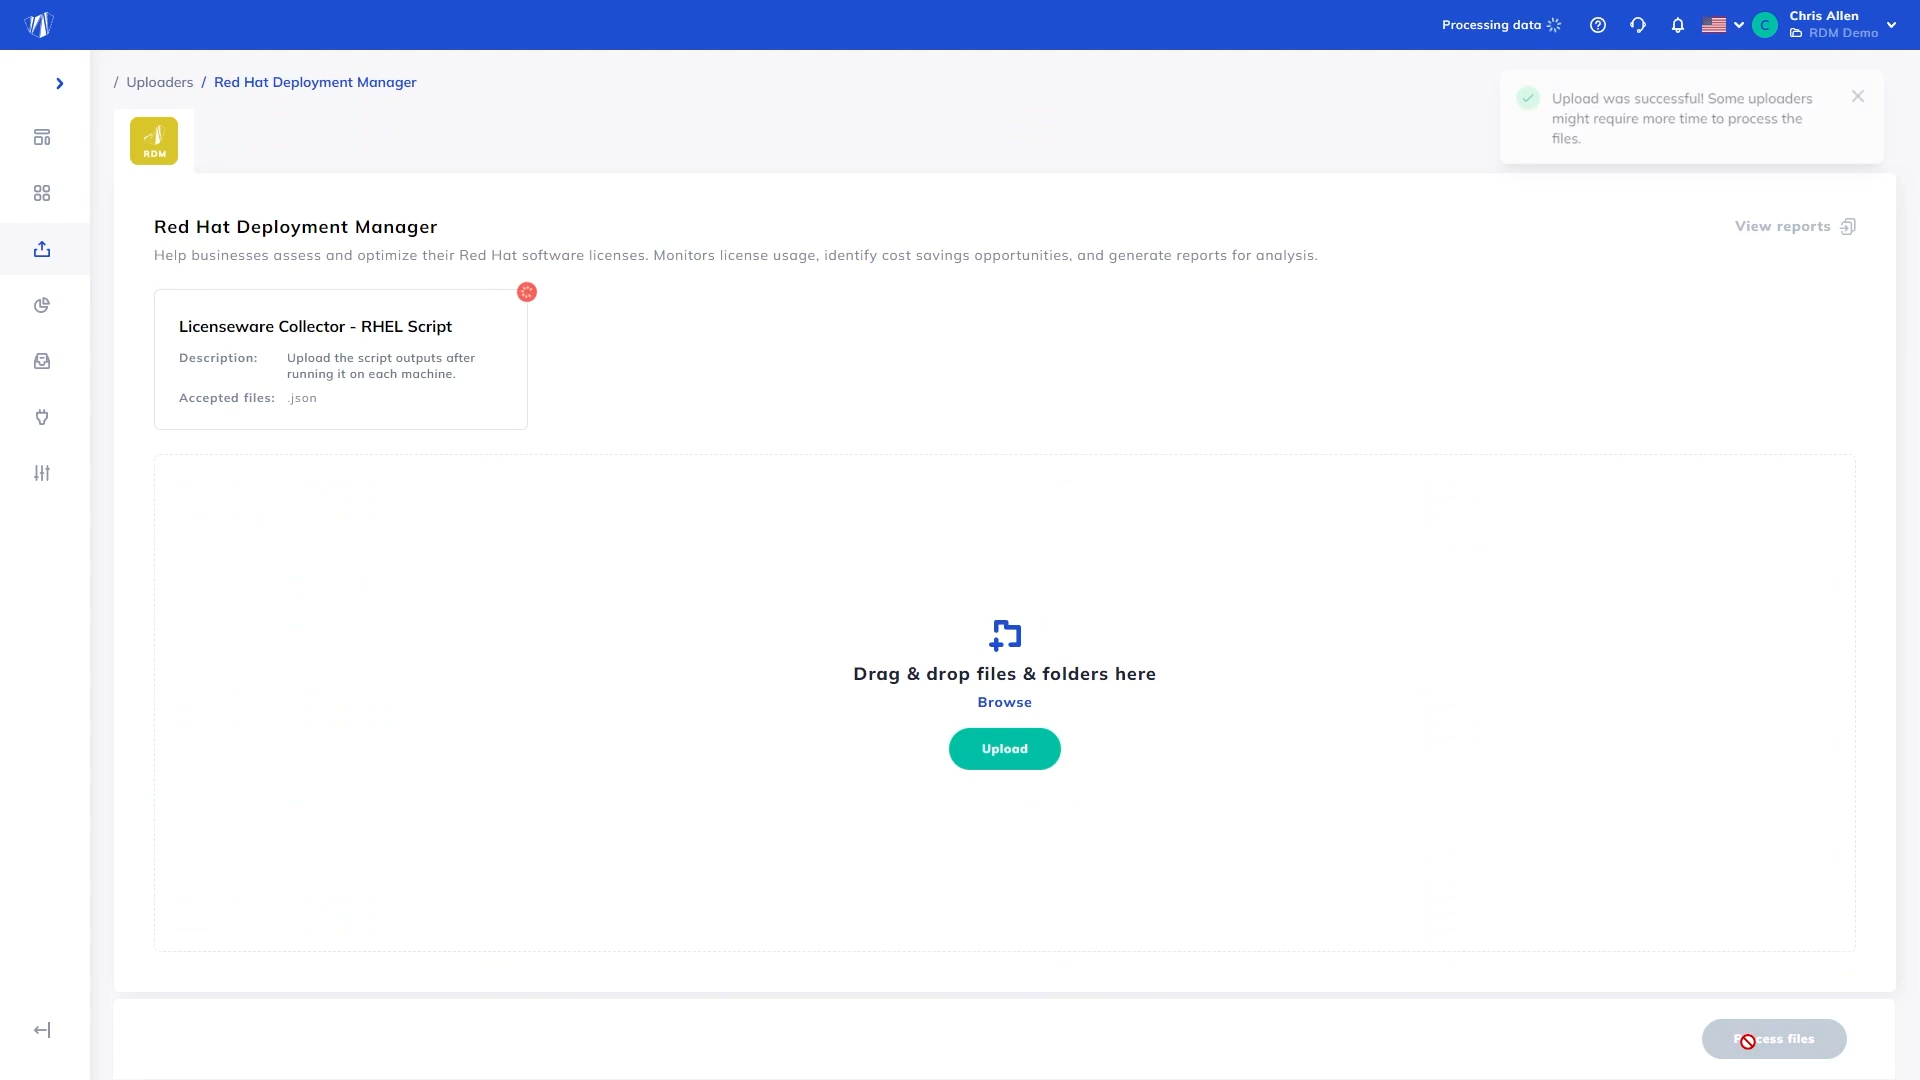 Processing data
C
Chris Allen
RDM Demo
/ Uploaders / Red Hat Deployment Manager
Upload was successful! Some uploaders
might require more time to process the
files.
RDM
Red Hat Deployment Manager
View reports
Help businesses assess and optimize their Red Hat software licenses. Monitors license usage, identify cost savings opportunities, and generate reports for analysis.
Licenseware Collector - RHEL Script
Description: Upload the script outputs after
running it on each machine.
Accepted files: .json
Drag & drop files & folders here
Browse
Upload
Process files